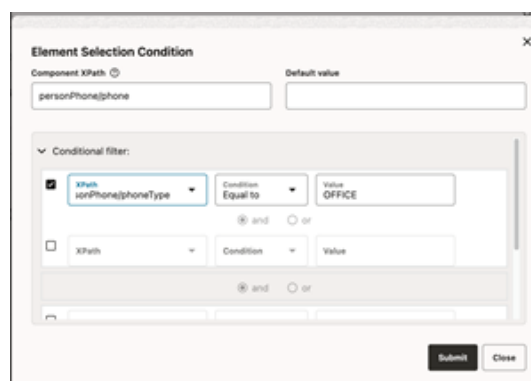 Element Selection Condition
Component XPath
Default value
personPhone/phone
Conditional filter:
XPath Condition Value
sonPhone/phoneType Equal to OFFICE
and or
XPath Condition Value
and or
Submit Close